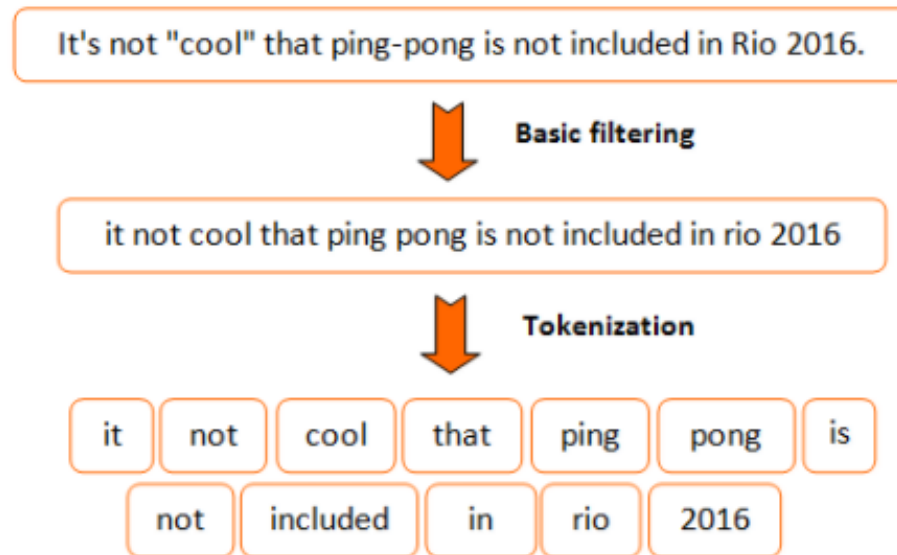 It's not "cool" that ping-pong is not included in Rio 2016.
Basic filtering
it not cool that ping pong is not included in rio 2016
Tokenization
it not cool that ping pong is
not included in rio 2016